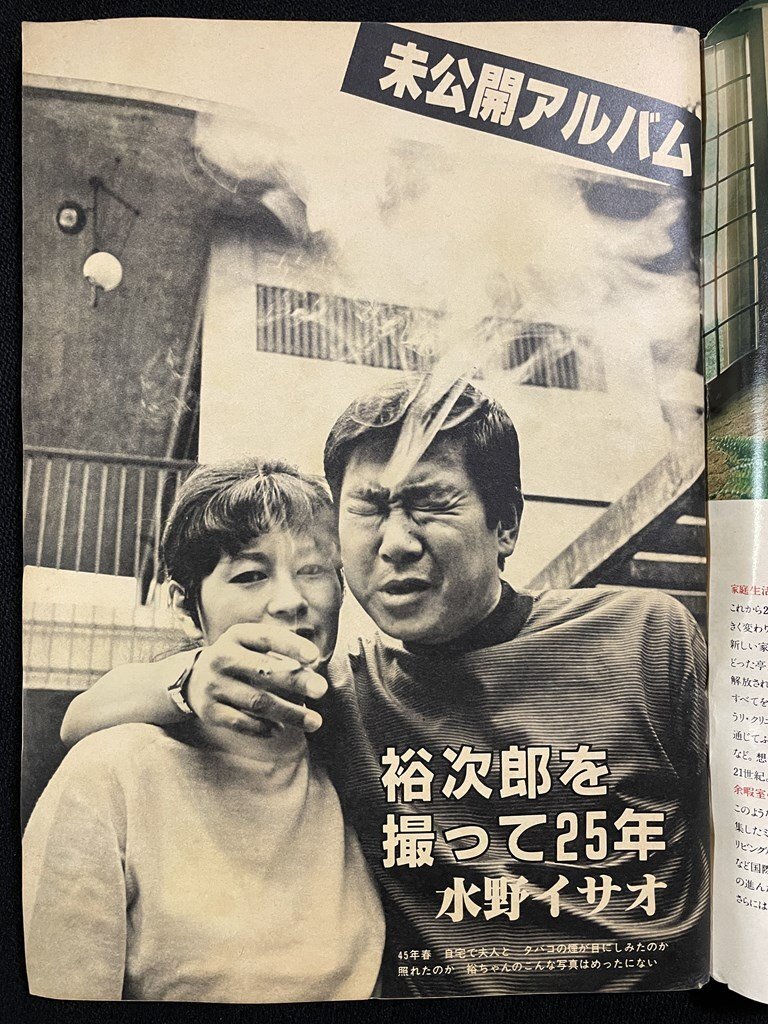 未公開アルバム
裕次郎を
撮って25年
水野イサオ
45年春 自宅で夫人と タバコの煙が目にしみたのか
照れたのか 裕ちゃんのこんな写真はめったにない
家庭生活
これから2
きく変わり
新しい家
どった亭
解放され
すべてを
うリ・クリエ
通じてふ
など。想
21世紀
余暇室
このような
集したミ
リビング
など国際
の進ん
さらには